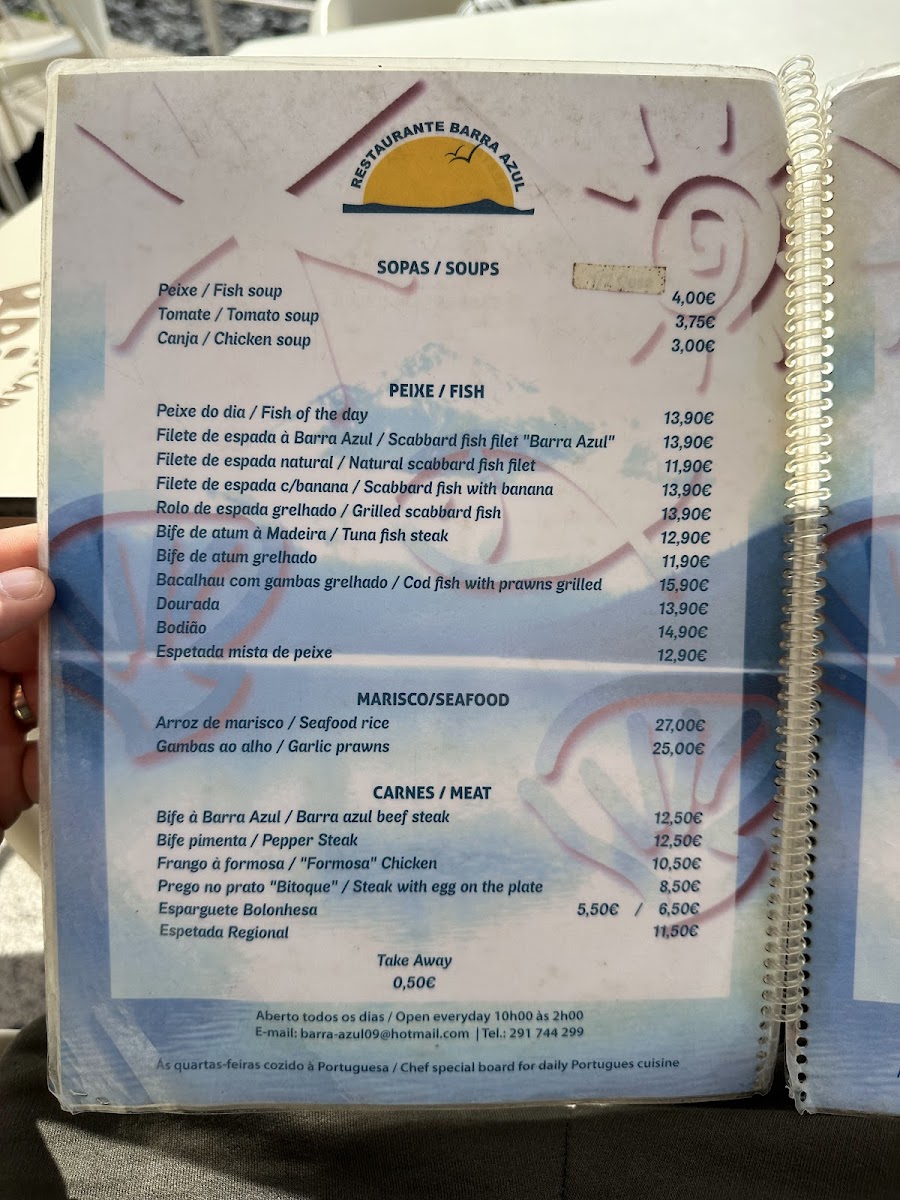 RESTAURANTE BARRA AZUL
SOPAS / SOUPS
Peixe / Fish soup 4,00€
Tomate / Tomato soup 3,75€
Canja / Chicken soup 3,00€
PEIXE / FISH
Peixe do dia / Fish of the day 13,90€
Filete de espada à Barra Azul / Scabbard fish filet "Barra Azul" 13,90€
Filete de espada natural / Natural scabbard fish filet 11,90€
Filete de espada c/banana / Scabbard fish with banana 13,90€
Rolo de espada grelhado / Grilled scabbard fish 13,90€
Bife de atum à Madeira / Tuna fish steak 12,90€
Bife de atum grelhado 11,90€
Bacalhau com gambas grelhado / Cod fish with prawns grilled 15,90€
Dourada 13,90€
Bodião 14,90€
Espetada mista de peixe 12,90€
MARISCO/SEAFOOD
Arroz de marisco / Seafood rice 27,00€
Gambas ao alho / Garlic prawns 25,00€
CARNES / MEAT
Bife à Barra Azul / Barra azul beef steak 12,50€
Bife pimenta / Pepper Steak 12,50€
Frango à formosa / "Formosa" Chicken 10,50€
Prego no prato "Bitoque" / Steak with egg on the plate 8,50€
Esparguete Bolonhesa 5,50€ / 6,50€
Espetada Regional 11,50€
Take Away
0,50€
Aberto todos os dias / Open everyday 10h00 às 2h00
E-mail: barra-azul09@hotmail.com | Tel.: 291 744 299
Ás quartas-feiras cozido à Portuguesa / Chef special board for daily Portugues cuisine